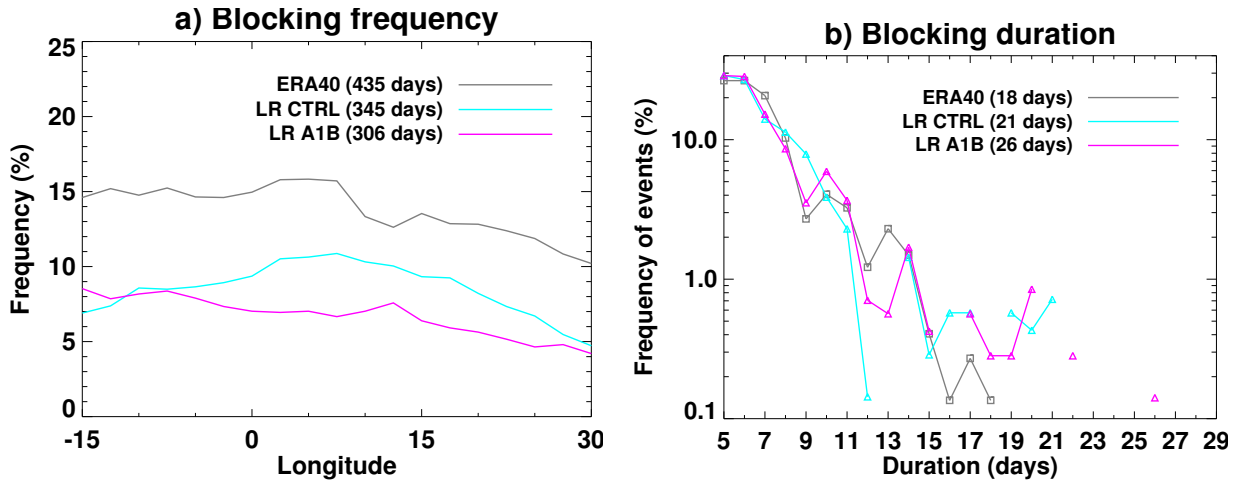 a) Blocking frequency
25
20
15
10
5
0
Frequency (%)
ERA40 (435 days)
LR CTRL (345 days)
LR A1B (306 days)
-15 0 15 30
Longitude
b) Blocking duration
10.0
1.0
0.1
Frequency of events (%)
ERA40 (18 days)
LR CTRL (21 days)
LR A1B (26 days)
5 7 9 11 13 15 17 19 21 23 25 27 29
Duration (days)